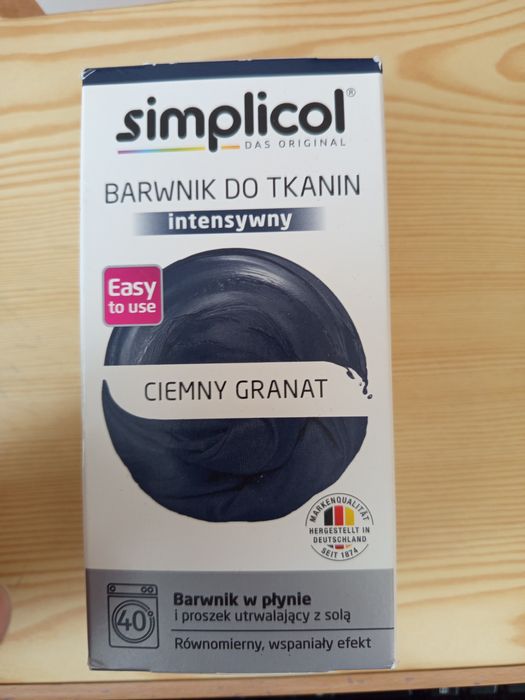 simplicol®
DAS ORIGINAL
BARWNIK DO TKANIN
intensywny
Easy
to use
CIEMNY GRANAT
MARKENQUALITÄT
HERGESTELLT IN
DEUTSCHLAND
SEIT 1874
40
Barwnik w płynie
i proszek utrwalający z solą
Równomierny, wspaniały efekt